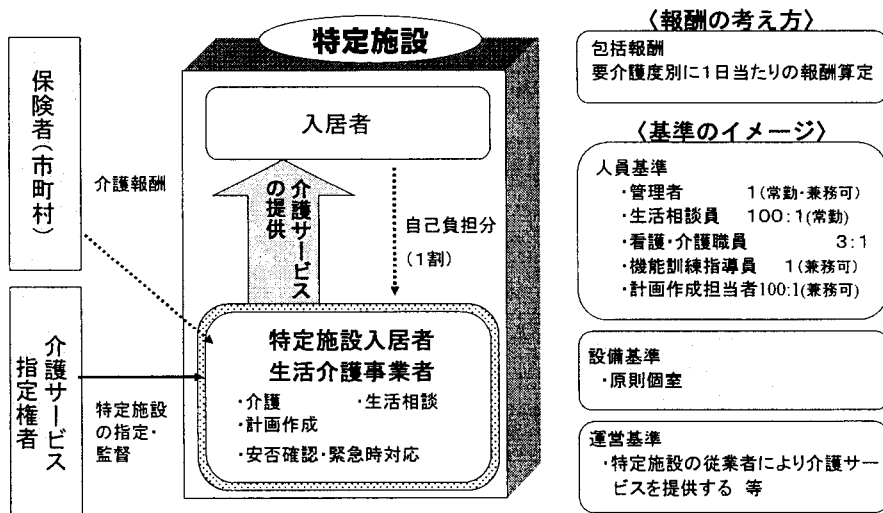 特定施設
保険者(市町村)
介護サービス
指定権者
介護報酬
特定施設
の指定・
監督
入居者
介護サービス
の提供
自己負担分
(1割)
特定施設入居者
生活介護事業者
・介護 ・生活相談
・計画作成
・安否確認・緊急時対応
〈報酬の考え方〉
包括報酬
要介護度別に1日当たりの報酬算定
〈基準のイメージ〉
人員基準
・管理者 1(常勤・兼務可)
・生活相談員 100:1(常勤)
・看護・介護職員 3:1
・機能訓練指導員 1(兼務可)
・計画作成担当者100:1(兼務可)
設備基準
・原則個室
運営基準
・特定施設の従業者により介護サー
ビスを提供する 等